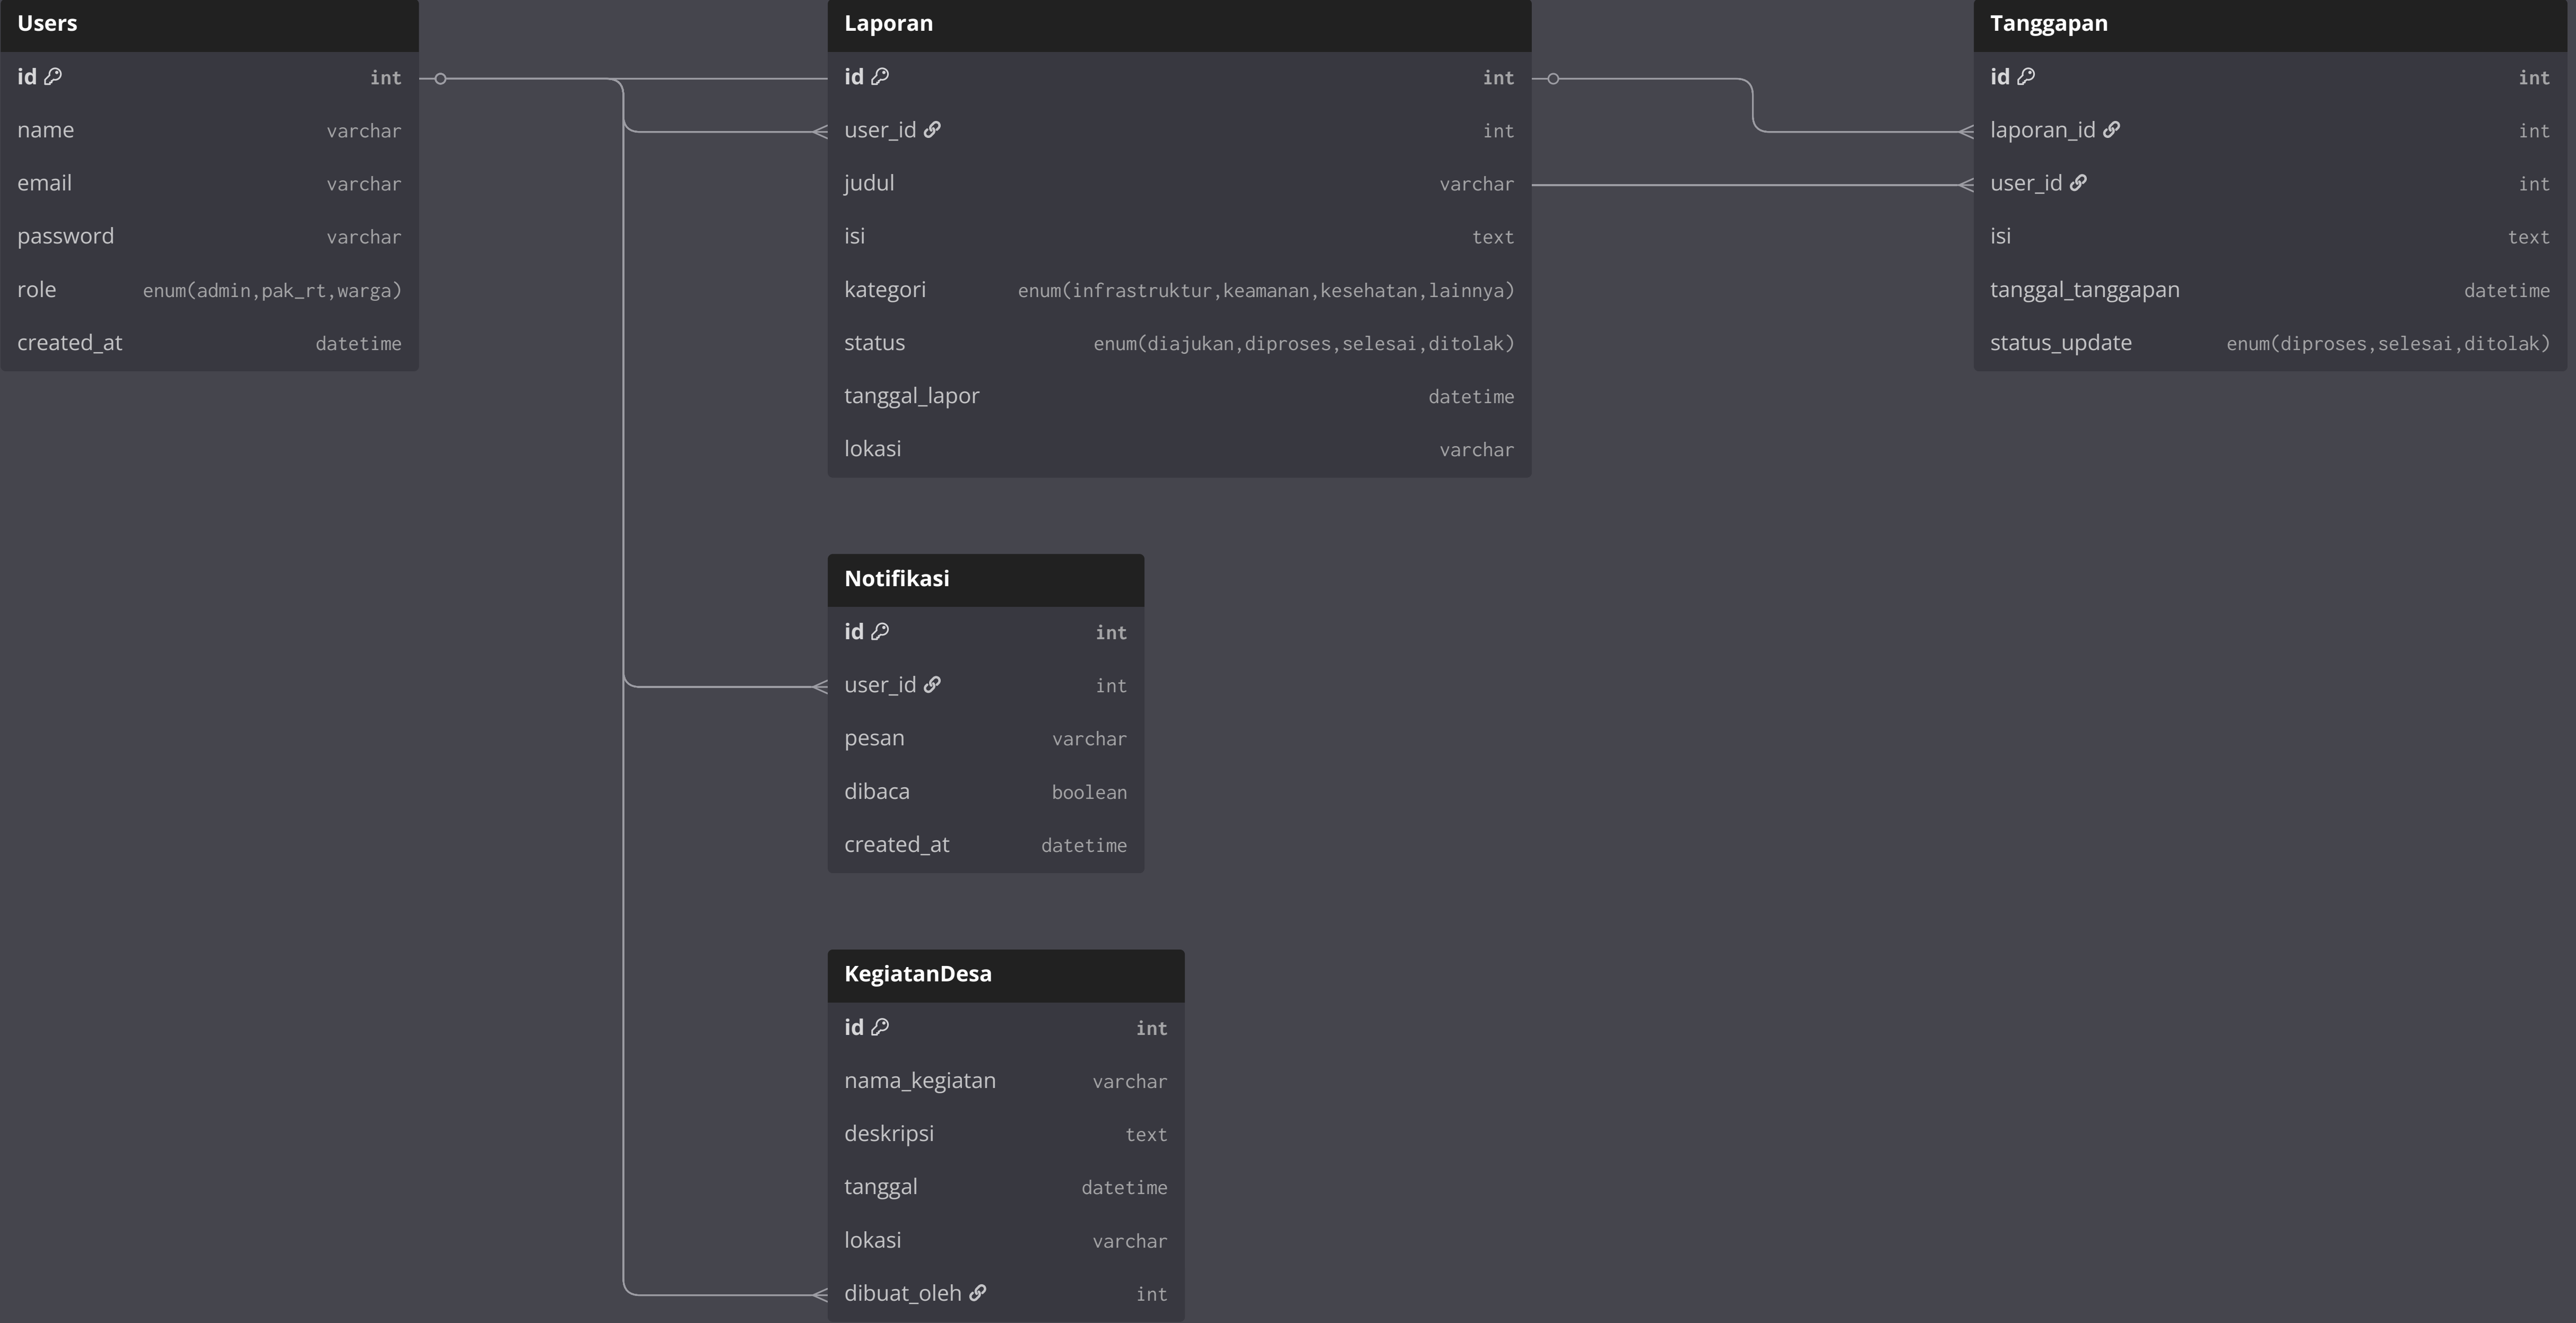 Users
id int
name varchar
email varchar
password varchar
role enum(admin,pak_rt,warga)
created_at datetime
Laporan
id int
user_id int
judul varchar
isi text
kategori enum(infrastruktur,keamanan,kesehatan,lainnya)
status enum(diajukan,diproses,selesai,ditolak)
tanggal_lapor datetime
lokasi varchar
Tanggapan
id int
laporan_id int
user_id int
isi text
tanggal_tanggapan datetime
status_update enum(diproses,selesai,ditolak)
Notifikasi
id int
user_id int
pesan varchar
dibaca boolean
created_at datetime
KegiatanDesa
id int
nama_kegiatan varchar
deskripsi text
tanggal datetime
lokasi varchar
dibuat_oleh int